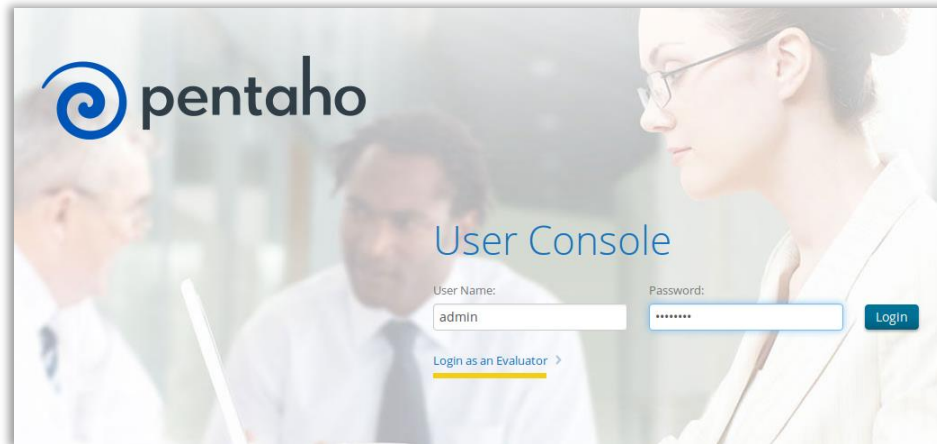 pentaho
User Console
User Name:
Password:
admin
••••••••
Login
Login as an Evaluator >